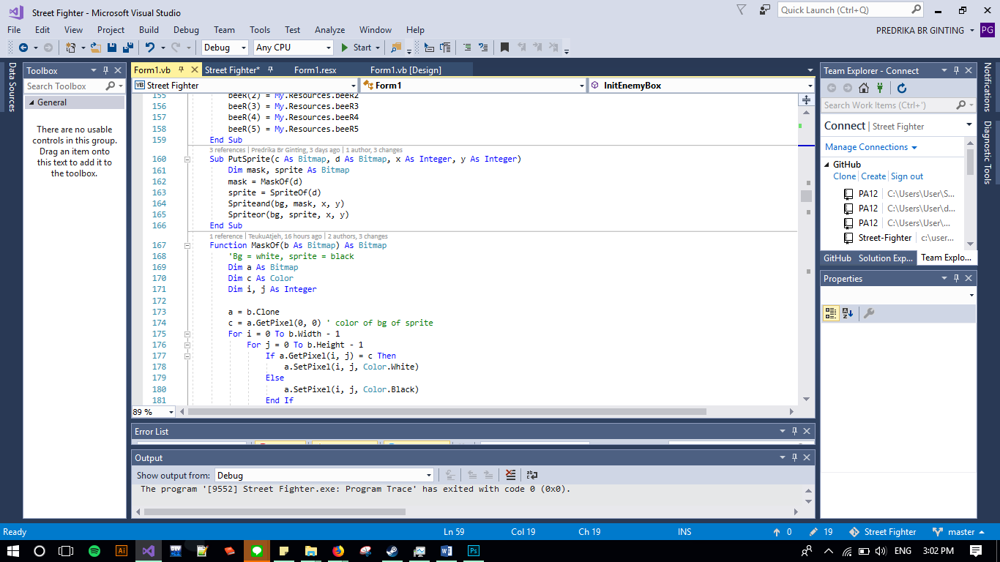 Street Fighter - Microsoft Visual Studio
Quick Launch (Ctrl+Q)
File Edit View Project Build Debug Team Tools Test Analyze Window Help
PREDRIKA BR GINTING PG
Debug Any CPU Start
Data Sources
Toolbox
Search Toolbox
General
There are no usable
controls in this group.
Drag an item onto
this text to add it to
the toolbox.
Form1.vb Street Fighter* Form1.resx Form1.vb [Design]
VB Street Fighter Form1 InitEnemyBox
155 beeR(2) = My.Resources.beeR2
156 beeR(3) = My.Resources.beeR3
157 beeR(4) = My.Resources.beeR4
158 beeR(5) = My.Resources.beeR5
159 End Sub
3 references | Predrika Br Ginting, 3 days ago | 1 author, 3 changes
160 Sub PutSprite(c As Bitmap, d As Bitmap, x As Integer, y As Integer)
161 Dim mask, sprite As Bitmap
162 mask = MaskOf(d)
163 sprite = SpriteOf(d)
164 Spriteand(bg, mask, x, y)
165 Spriteor(bg, sprite, x, y)
166 End Sub
1 reference | TeukuAtjeh, 16 hours ago | 2 authors, 3 changes
167 Function MaskOf(b As Bitmap) As Bitmap
168 'Bg = white, sprite = black
169 Dim a As Bitmap
170 Dim c As Color
171 Dim i, j As Integer
172
173 a = b.Clone
174 c = a.GetPixel(0, 0) ' color of bg of sprite
175 For i = 0 To b.Width - 1
176 For j = 0 To b.Height - 1
177 If a.GetPixel(i, j) = c Then
178 a.SetPixel(i, j, Color.White)
179 Else
180 a.SetPixel(i, j, Color.Black)
181 End If
89 %
Error List
Output
Show output from: Debug
The program '[9552] Street Fighter.exe: Program Trace' has exited with code 0 (0x0).
Team Explorer - Connect
Search Work Items (Ctrl+')
Connect | Street Fighter
Manage Connections
GitHub
Clone | Create | Sign out
PA12 C:\Users\User\S...
PA12 C:\Users\User\d...
PA12 C:\Users\User\...
Street-Fighter c:\user...
GitHub Solution Exp... Team Explo...
Properties
Notifications
Diagnostic Tools
Ready Ln 59 Col 19 Ch 19 INS 0 19 Street Fighter master
Ai DEV Ps
ENG 3:02 PM